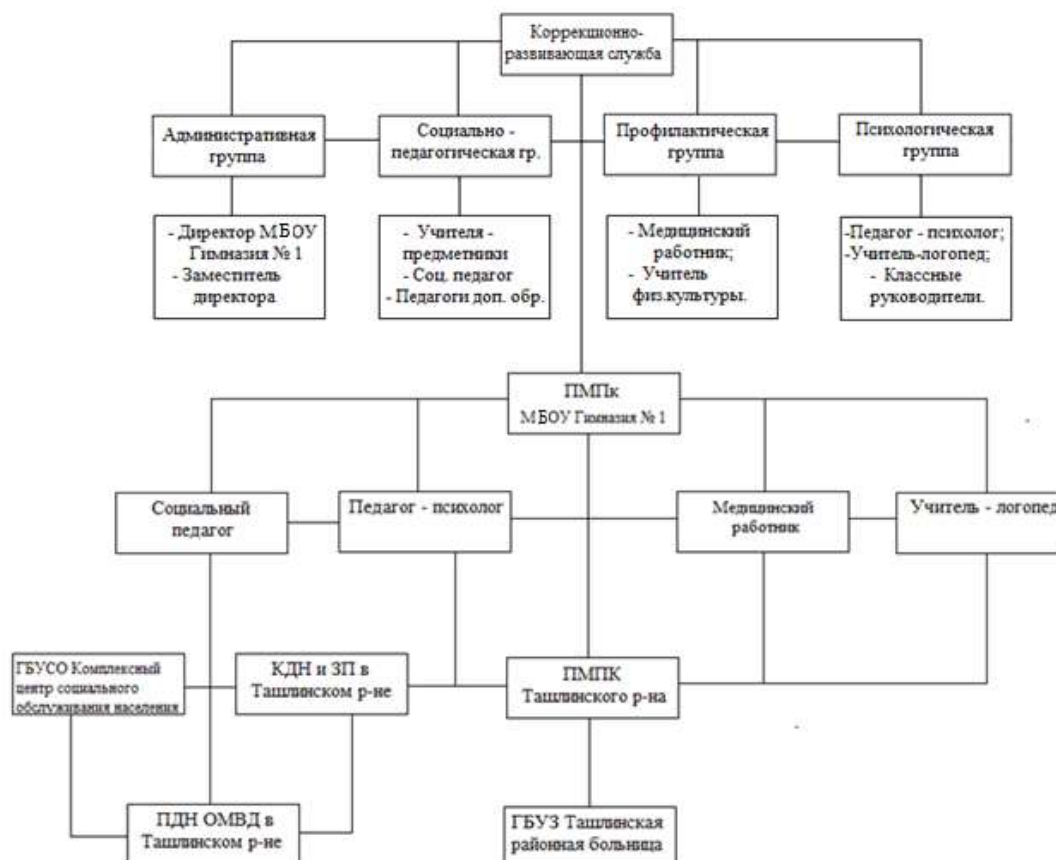 Коррекционно-
развивающая служба
Административная
группа
Социально -
педагогическая гр.
Профилактическая
группа
Психологическая
группа
- Директор МБОУ
Гимназия № 1
- Заместитель
директора
- Учителя -
предметники
- Соц. педагог
- Педагоги доп. обр.
- Медицинский
работник;
- Учитель
физ.культуры.
-Педагог - психолог;
-Учитель-логопед;
- Классные
руководители.
ПМПк
МБОУ Гимназия № 1
Социальный
педагог
Педагог - психолог
Медицинский
работник
Учитель - логопед
ГБУСО Комплексный
центр социального
обслуживания населения
КДН и ЗП в
Ташлинском р-не
ПМПК
Ташлинского р-на
ПДН ОМВД в
Ташлинском р-не
ГБУЗ Ташлинская
районная больница